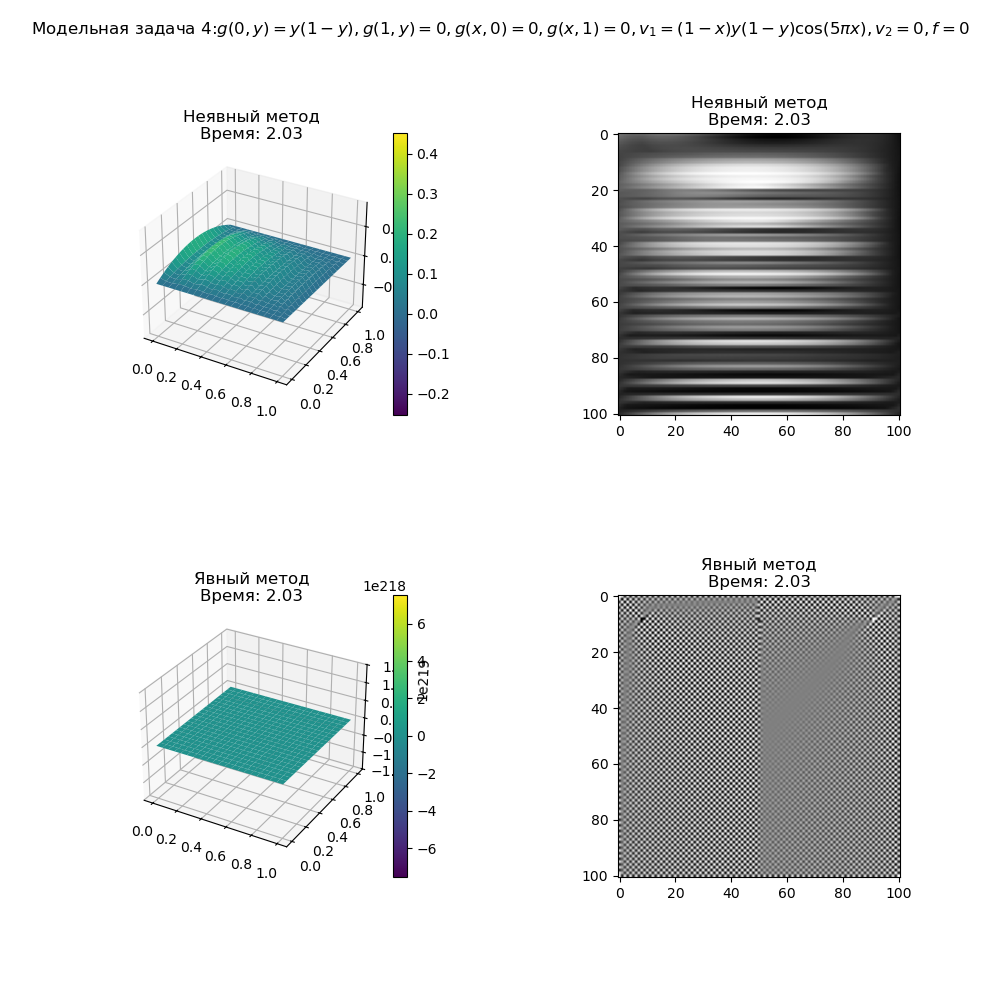 Модельная задача 4:g(0, y) = y(1 − y), g(1, y) = 0, g(x, 0) = 0, g(x, 1) = 0, v₁ = (1 − x)y(1 − y)cos(5πx), v₂ = 0, f = 0
Неявный метод
Время: 2.03
0.4
0.3
0.2
0.1
0.0
−0.1
−0.2
0.0 0.2 0.4 0.6 0.8 1.0
0.0 0.2 0.4 0.6 0.8 1.0
Неявный метод
Время: 2.03
0
20
40
60
80
100
0 20 40 60 80 100
Явный метод
Время: 2.03
1e218
6
4
2
0
−2
−4
−6
1e219
0.0 0.2 0.4 0.6 0.8 1.0
0.0 0.2 0.4 0.6 0.8 1.0
Явный метод
Время: 2.03
0
20
40
60
80
100
0 20 40 60 80 100